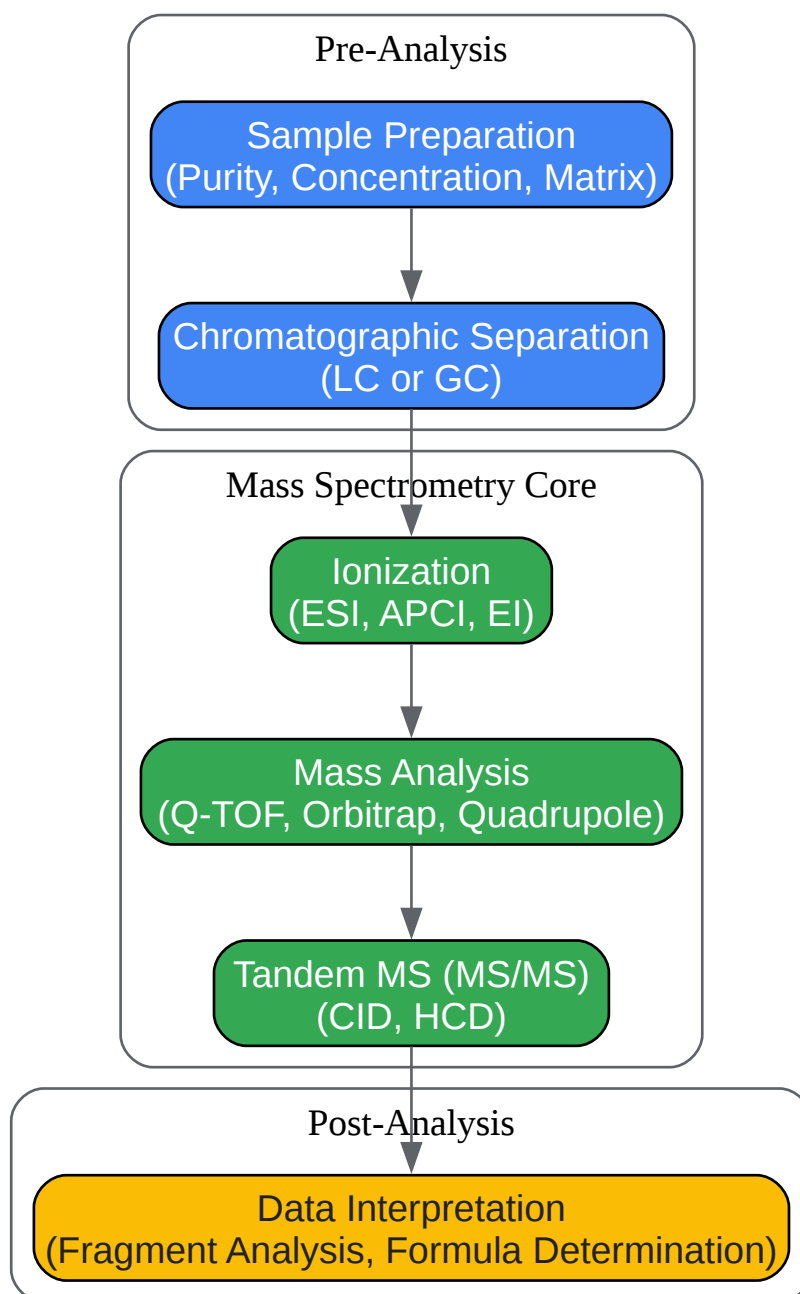 Pre-Analysis
Sample Preparation
(Purity, Concentration, Matrix)
Chromatographic Separation
(LC or GC)
Mass Spectrometry Core
Ionization
(ESI, APCI, EI)
Mass Analysis
(Q-TOF, Orbitrap, Quadrupole)
Tandem MS (MS/MS)
(CID, HCD)
Post-Analysis
Data Interpretation
(Fragment Analysis, Formula Determination)